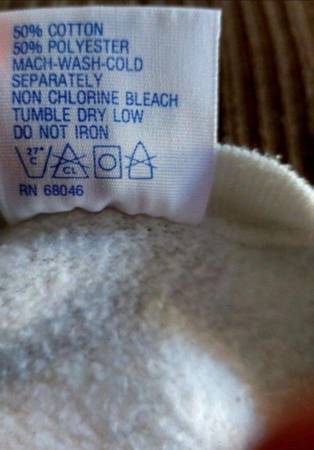 50% COTTON
50% POLYESTER
MACH-WASH-COLD
SEPARATELY
NON CHLORINE BLEACH
TUMBLE DRY LOW
DO NOT IRON
27° C CL
RN 68046